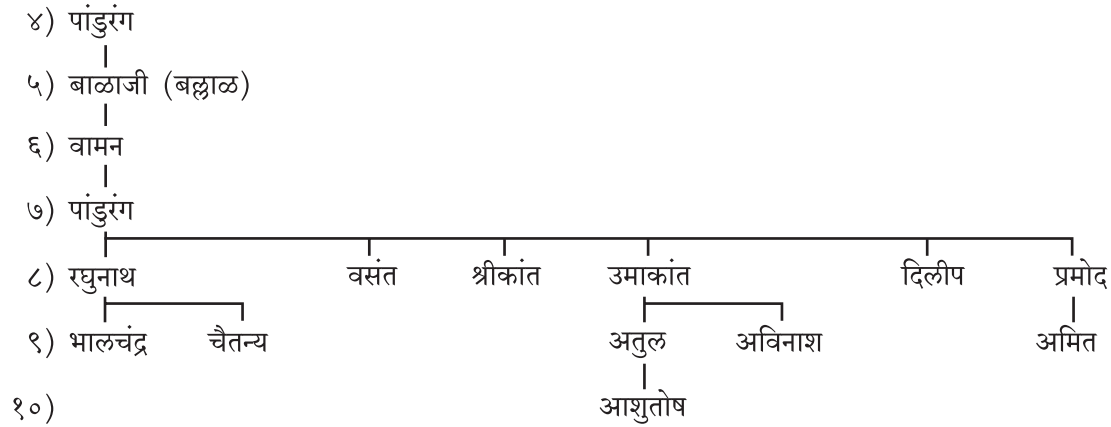 ४) पांडुरंग
५) बाळाजी (बल्लाळ)
६) वामन
७) पांडुरंग
८) रघुनाथ वसंत श्रीकांत उमाकांत दिलीप प्रमोद
९) भालचंद्र चैतन्य अतुल अविनाश अमित
१०) आशुतोष